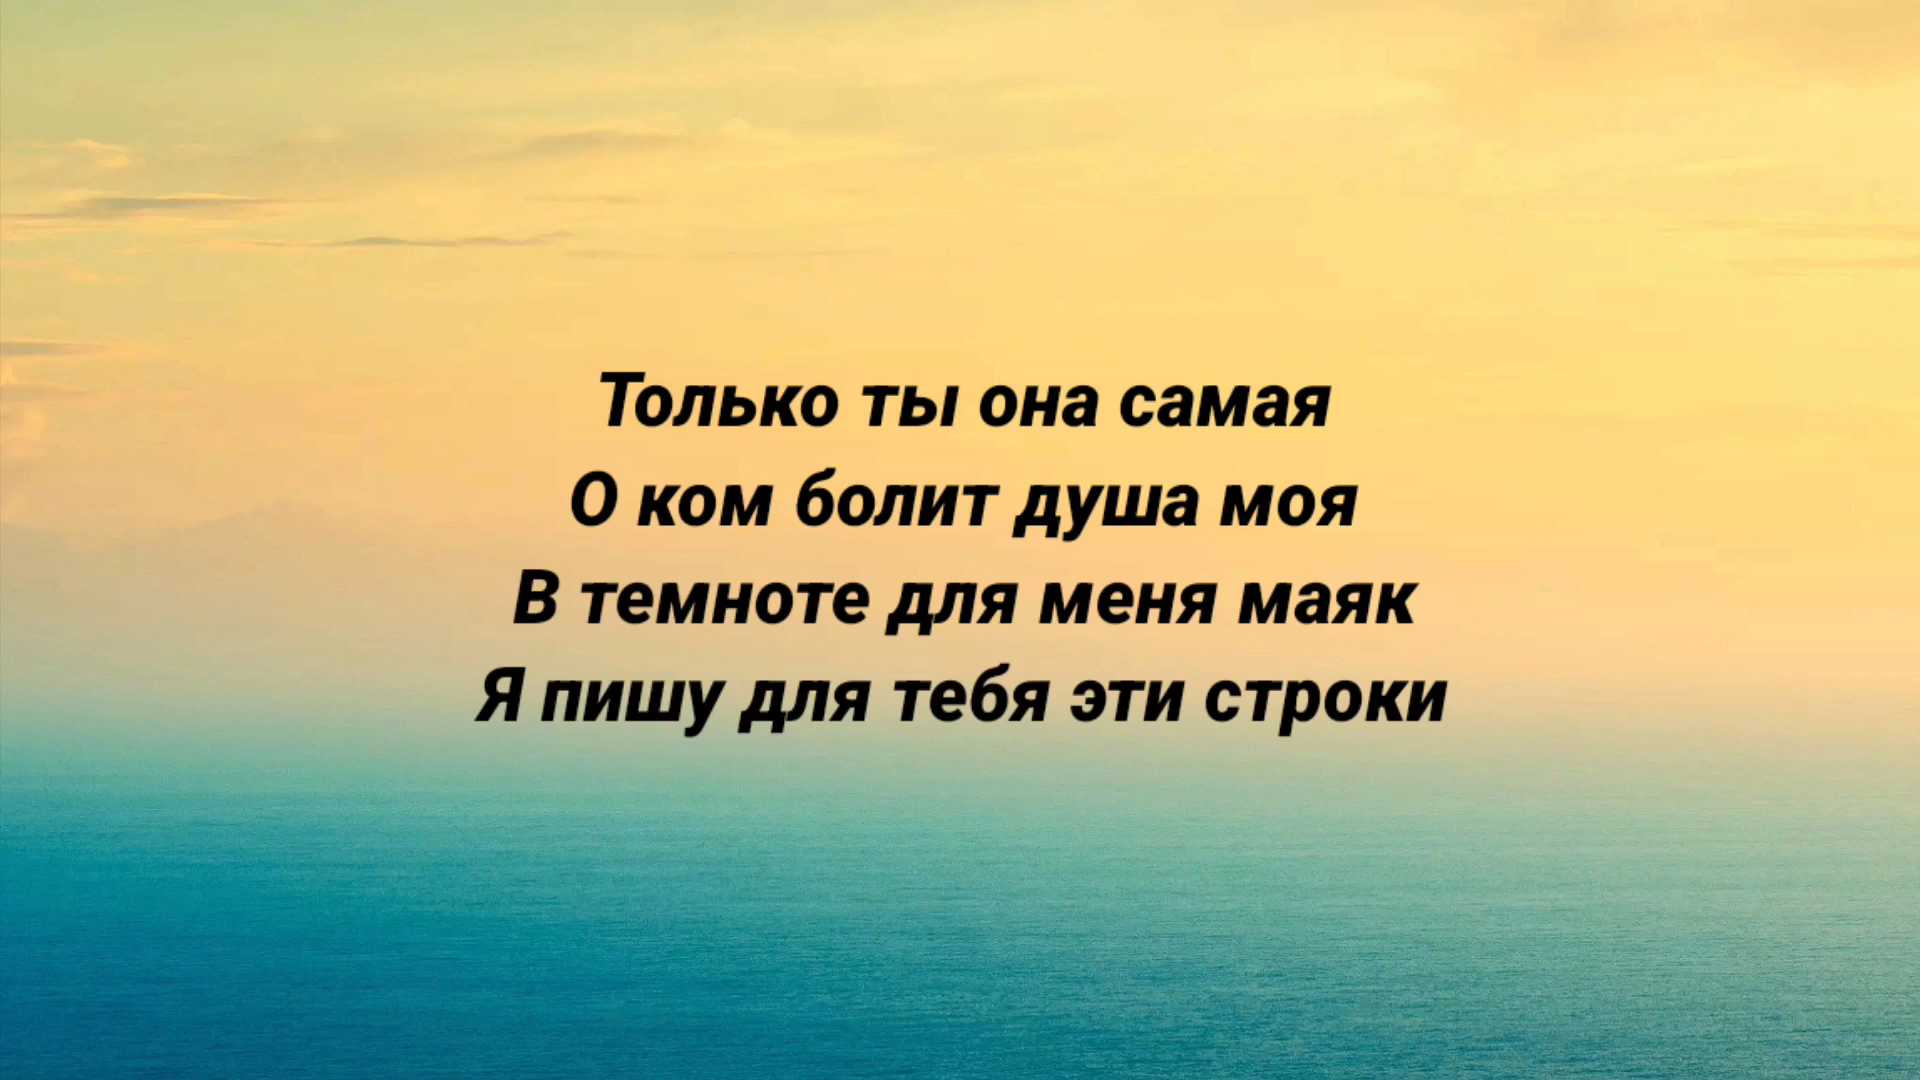 Только ты она самая
О ком болит душа моя
В темноте для меня маяк
Я пишу для тебя эти строки